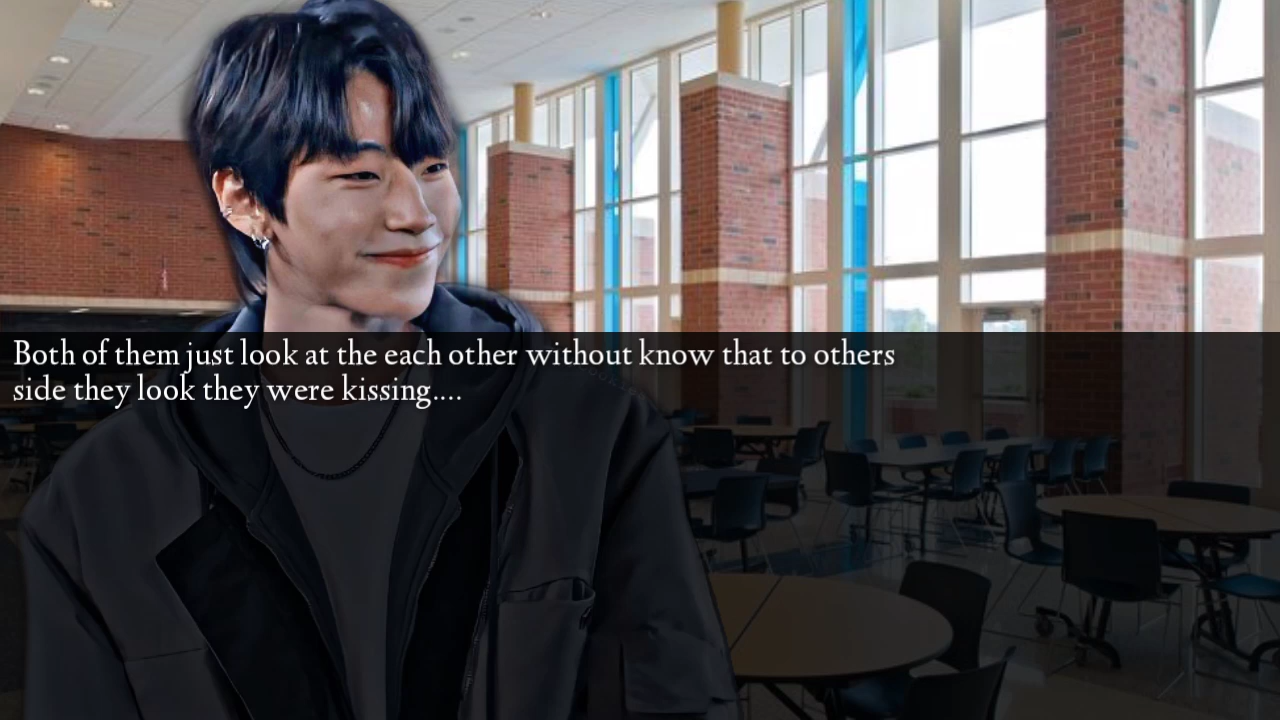 Both of them just look at the each other without know that to others
side they look they were kissing....